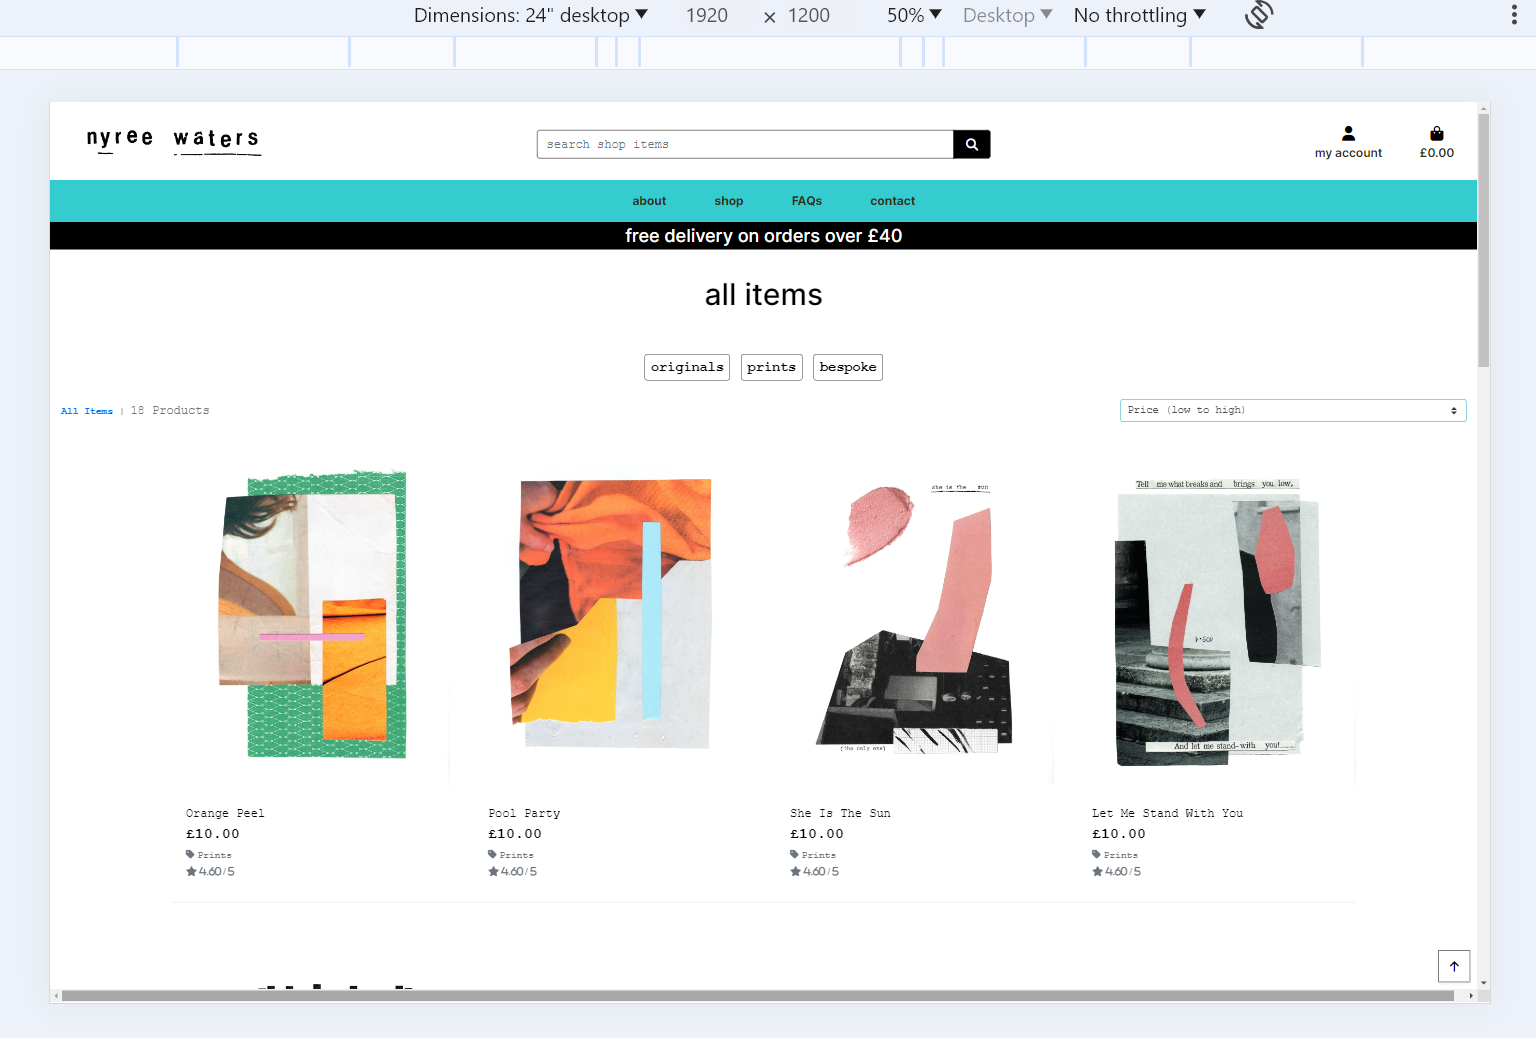 Dimensions: 24" desktop 1920 × 1200 50% Desktop No throttling
nyree waters
search shop items
my account
£0.00
about shop FAQs contact
free delivery on orders over £40
all items
originals prints bespoke
All Items | 18 Products
Price (low to high)
she is the sun
(the only one)
Tell me what breaks and brings you low,
And let me stand-with you!
Orange Peel
£10.00
Prints
4.60/5
Pool Party
£10.00
Prints
4.60/5
She Is The Sun
£10.00
Prints
4.60/5
Let Me Stand With You
£10.00
Prints
4.60/5